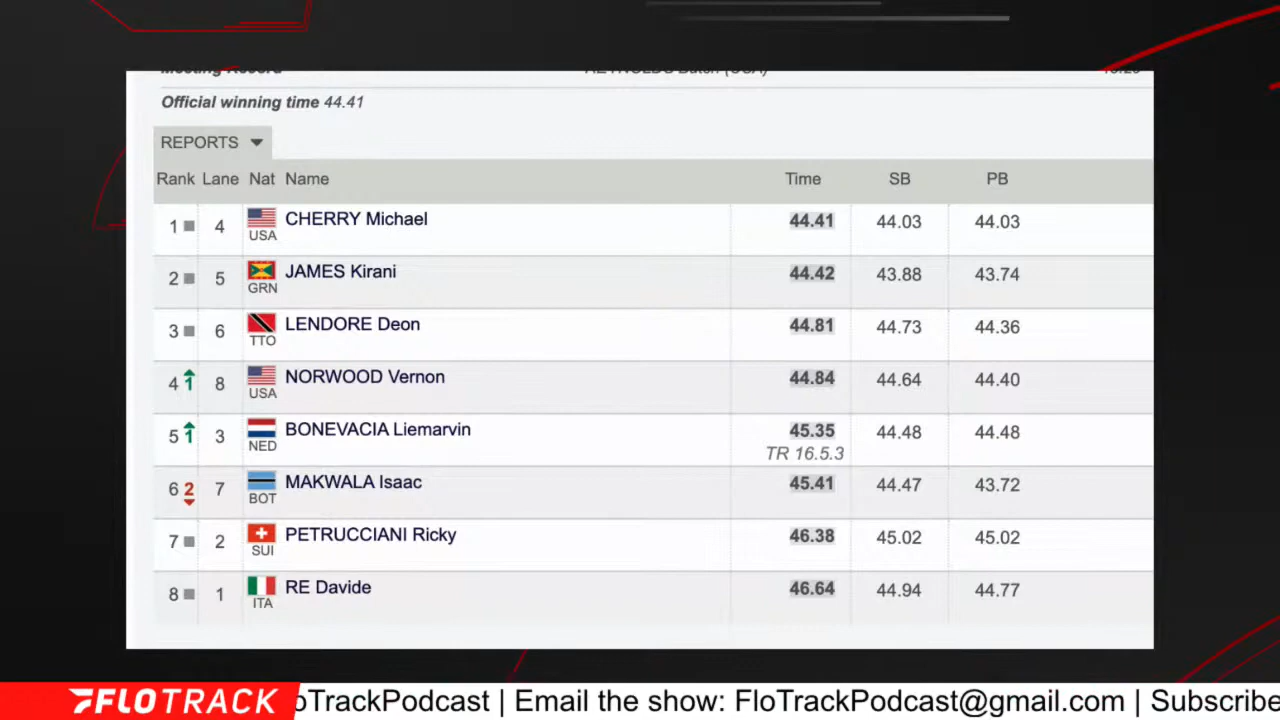 Meeting Record REYNOLDS Butch (USA)
Official winning time 44.41
REPORTS
Rank Lane Nat Name Time SB PB
1 4 USA CHERRY Michael 44.41 44.03 44.03
2 5 GRN JAMES Kirani 44.42 43.88 43.74
3 6 TTO LENDORE Deon 44.81 44.73 44.36
4 1 8 USA NORWOOD Vernon 44.84 44.64 44.40
5 1 3 NED BONEVACIA Liemarvin 45.35 44.48 44.48
TR 16.5.3
6 2 7 BOT MAKWALA Isaac 45.41 44.47 43.72
7 2 SUI PETRUCCIANI Ricky 46.38 45.02 45.02
8 1 ITA RE Davide 46.64 44.94 44.77
FLOTRACK oTrackPodcast | Email the show: FloTrackPodcast@gmail.com | Subscribe